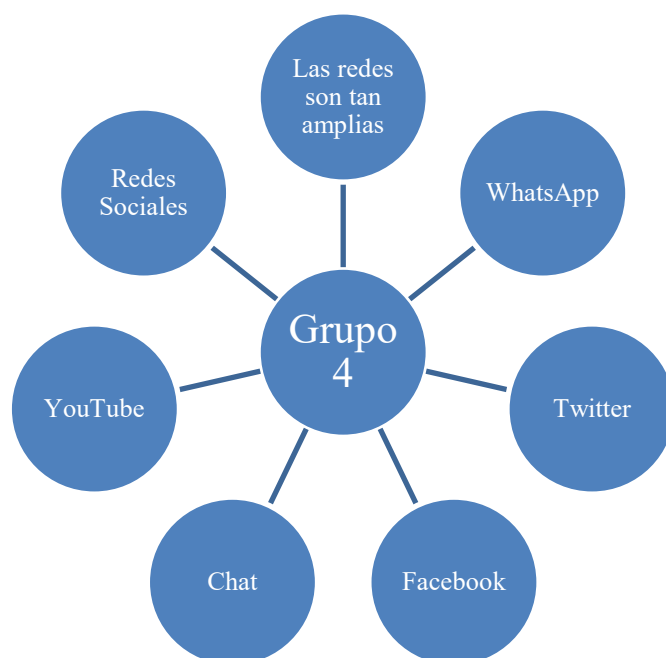 Las redes
son tan
amplias
Redes
Sociales
WhatsApp
Grupo
4
YouTube
Twitter
Chat
Facebook